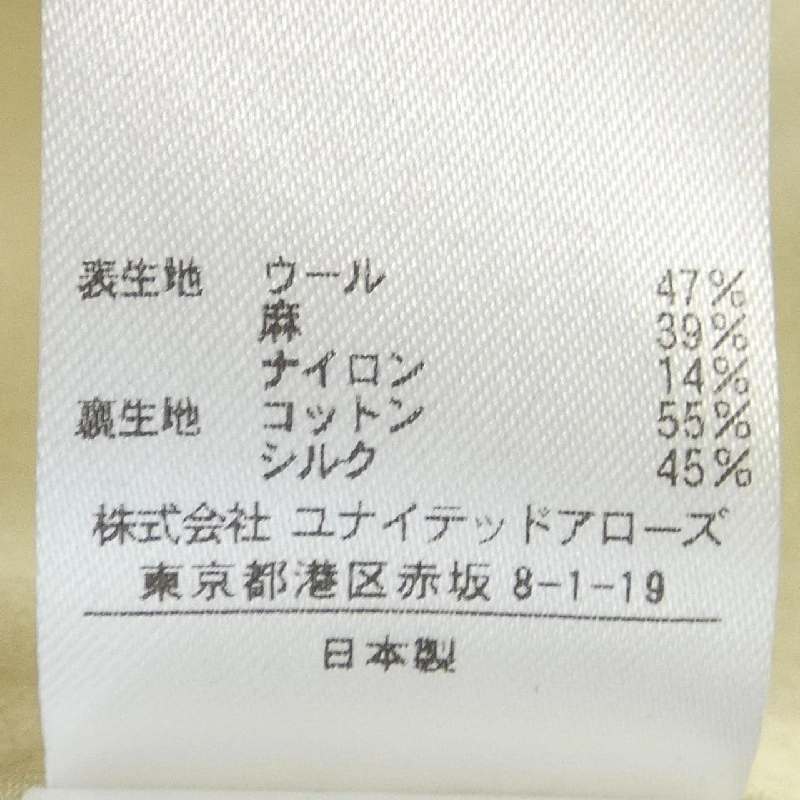 表生地 ウール 47%
麻 39%
ナイロン 14%
裏生地 コットン 55%
シルク 45%
株式会社 ユナイテッドアローズ
東京都港区赤坂 8-1-19
日本製